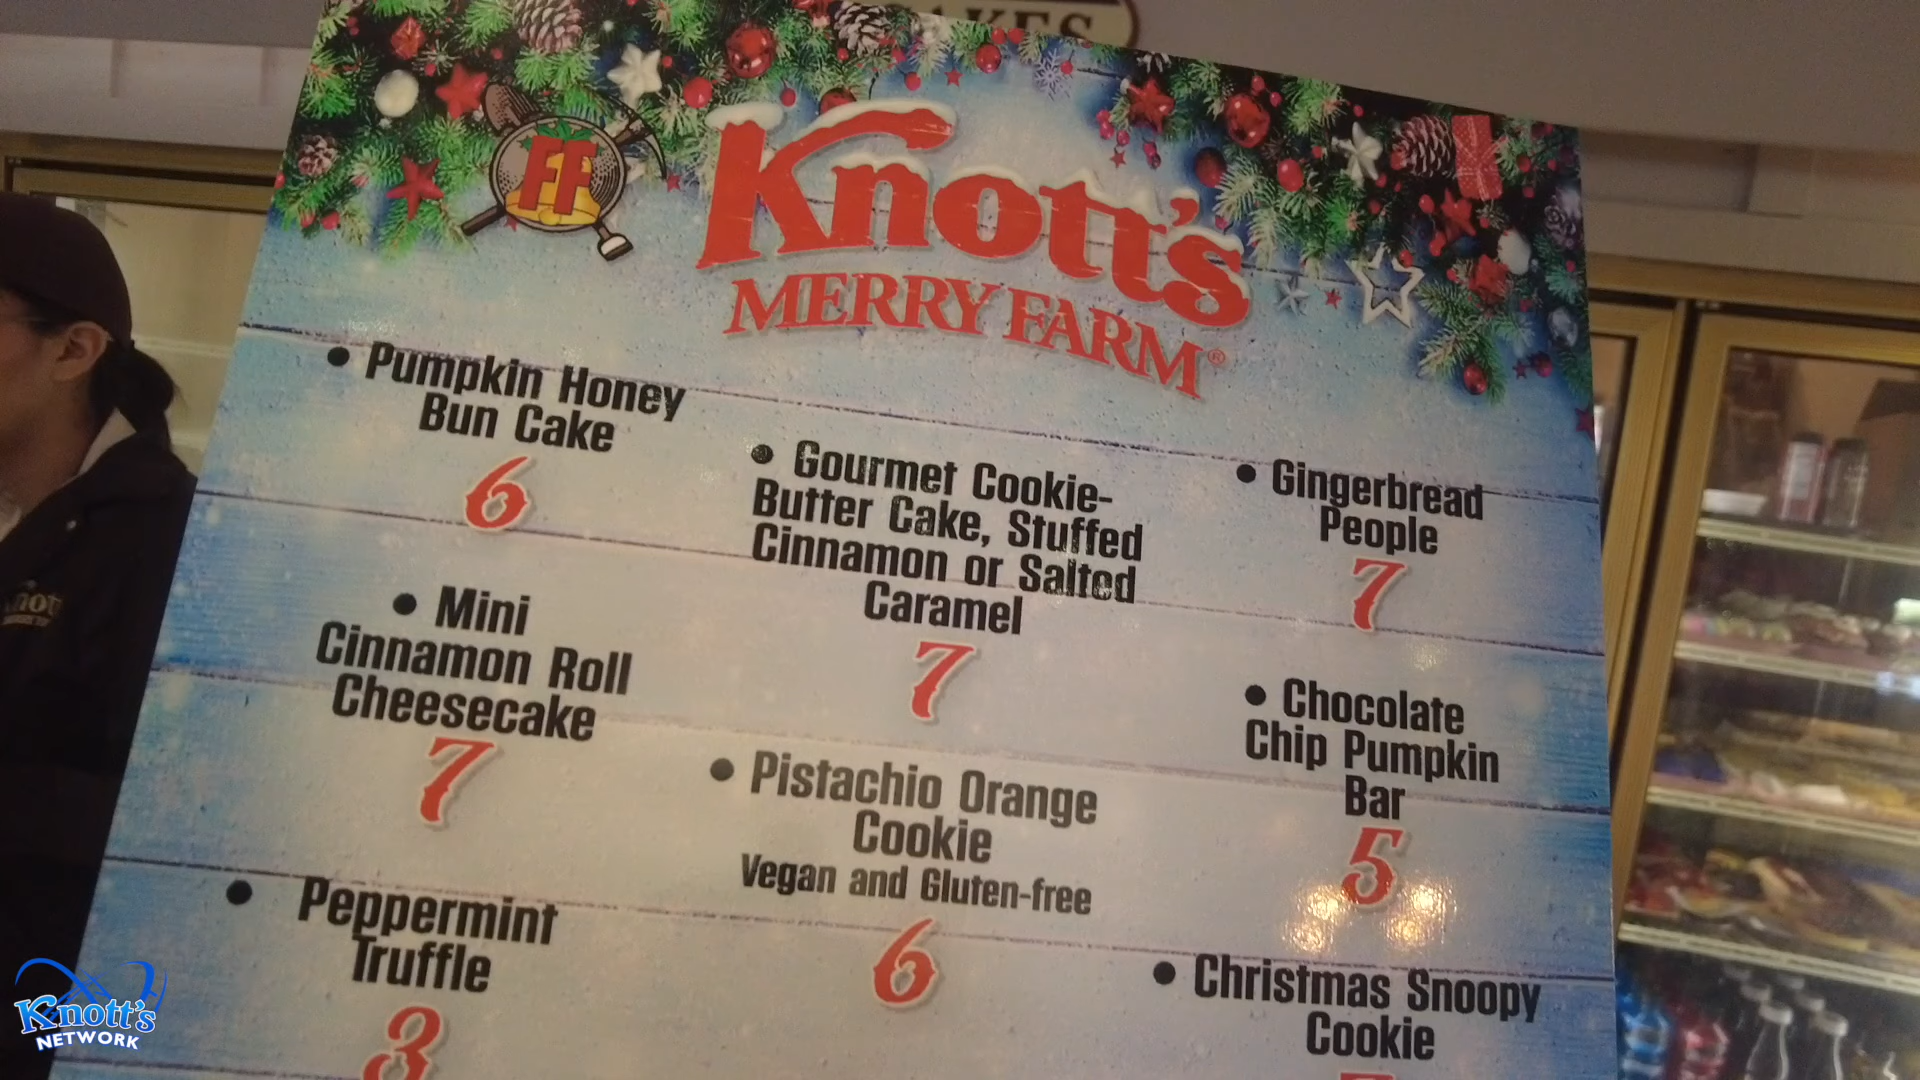 CAKES
FF
Knott's
MERRY FARM®
• Pumpkin Honey
Bun Cake
6
• Mini
Cinnamon Roll
Cheesecake
7
• Peppermint
Truffle
3
• Gourmet Cookie-
Butter Cake, Stuffed
Cinnamon or Salted
Caramel
7
• Pistachio Orange
Cookie
Vegan and Gluten-free
6
• Gingerbread
People
7
• Chocolate
Chip Pumpkin
Bar
5
• Christmas Snoopy
Cookie
Knott's
NETWORK